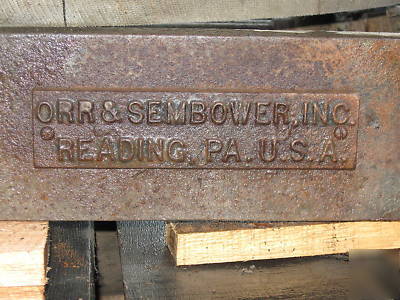 ORR & SEMBOWER, INC.
READING, PA. U.S.A.